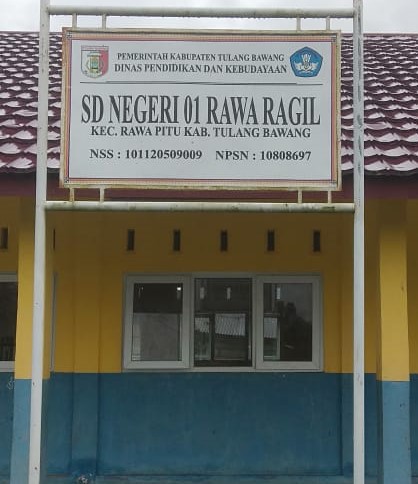 PEMERINTAH KABUPATEN TULANG BAWANG
DINAS PENDIDIKAN DAN KEBUDAYAAN
SD NEGERI 01 RAWA RAGIL
KEC. RAWA PITU KAB. TULANG BAWANG
NSS : 101120509009 NPSN : 10808697